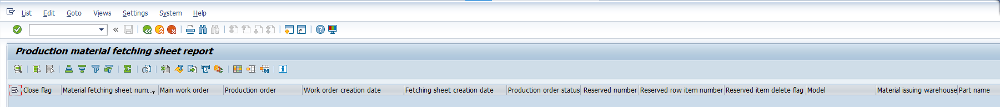 List Edit Goto Views Settings System Help
Production material fetching sheet report
Close flag Material fetching sheet num... Main work order Production order Work order creation date Fetching sheet creation date Production order status Reserved number Reserved row item number Reserved item delete flag Model Material issuing warehouse Part name